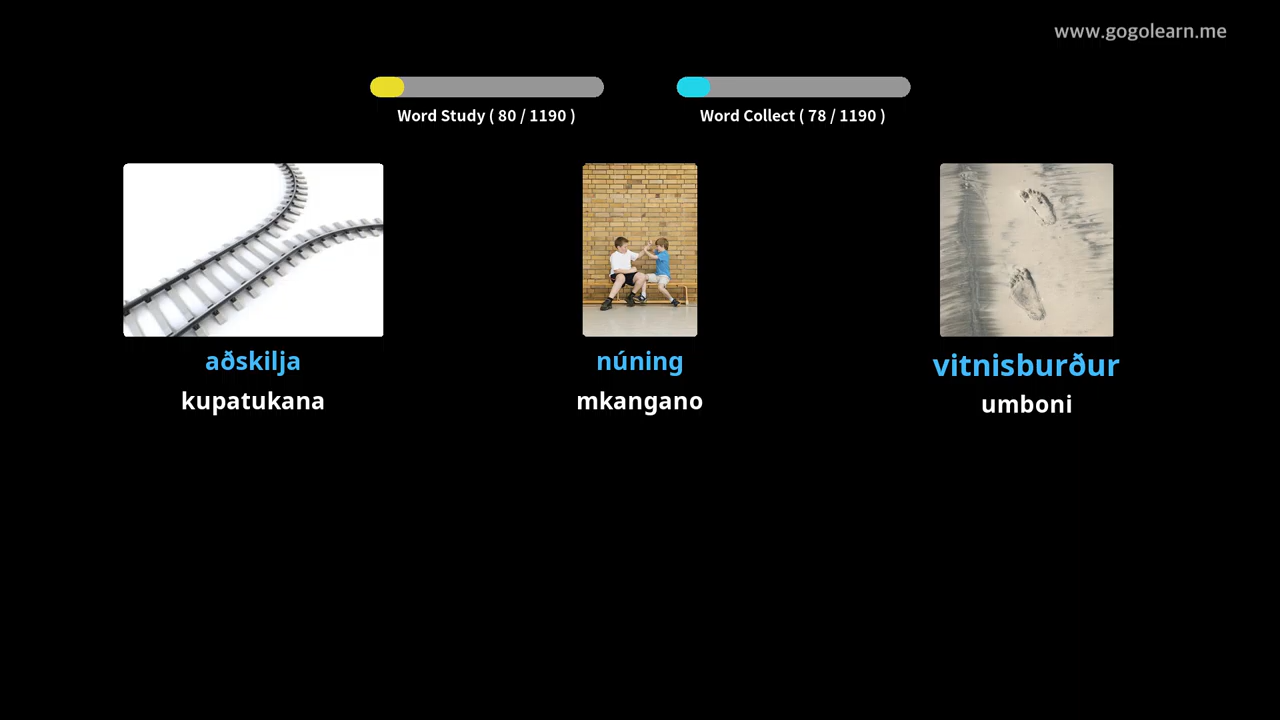 www.gogolearn.me
Word Study ( 80 / 1190 )
Word Collect ( 78 / 1190 )
aðskilja
kupatukana
núning
mkangano
vitnisburður
umboni